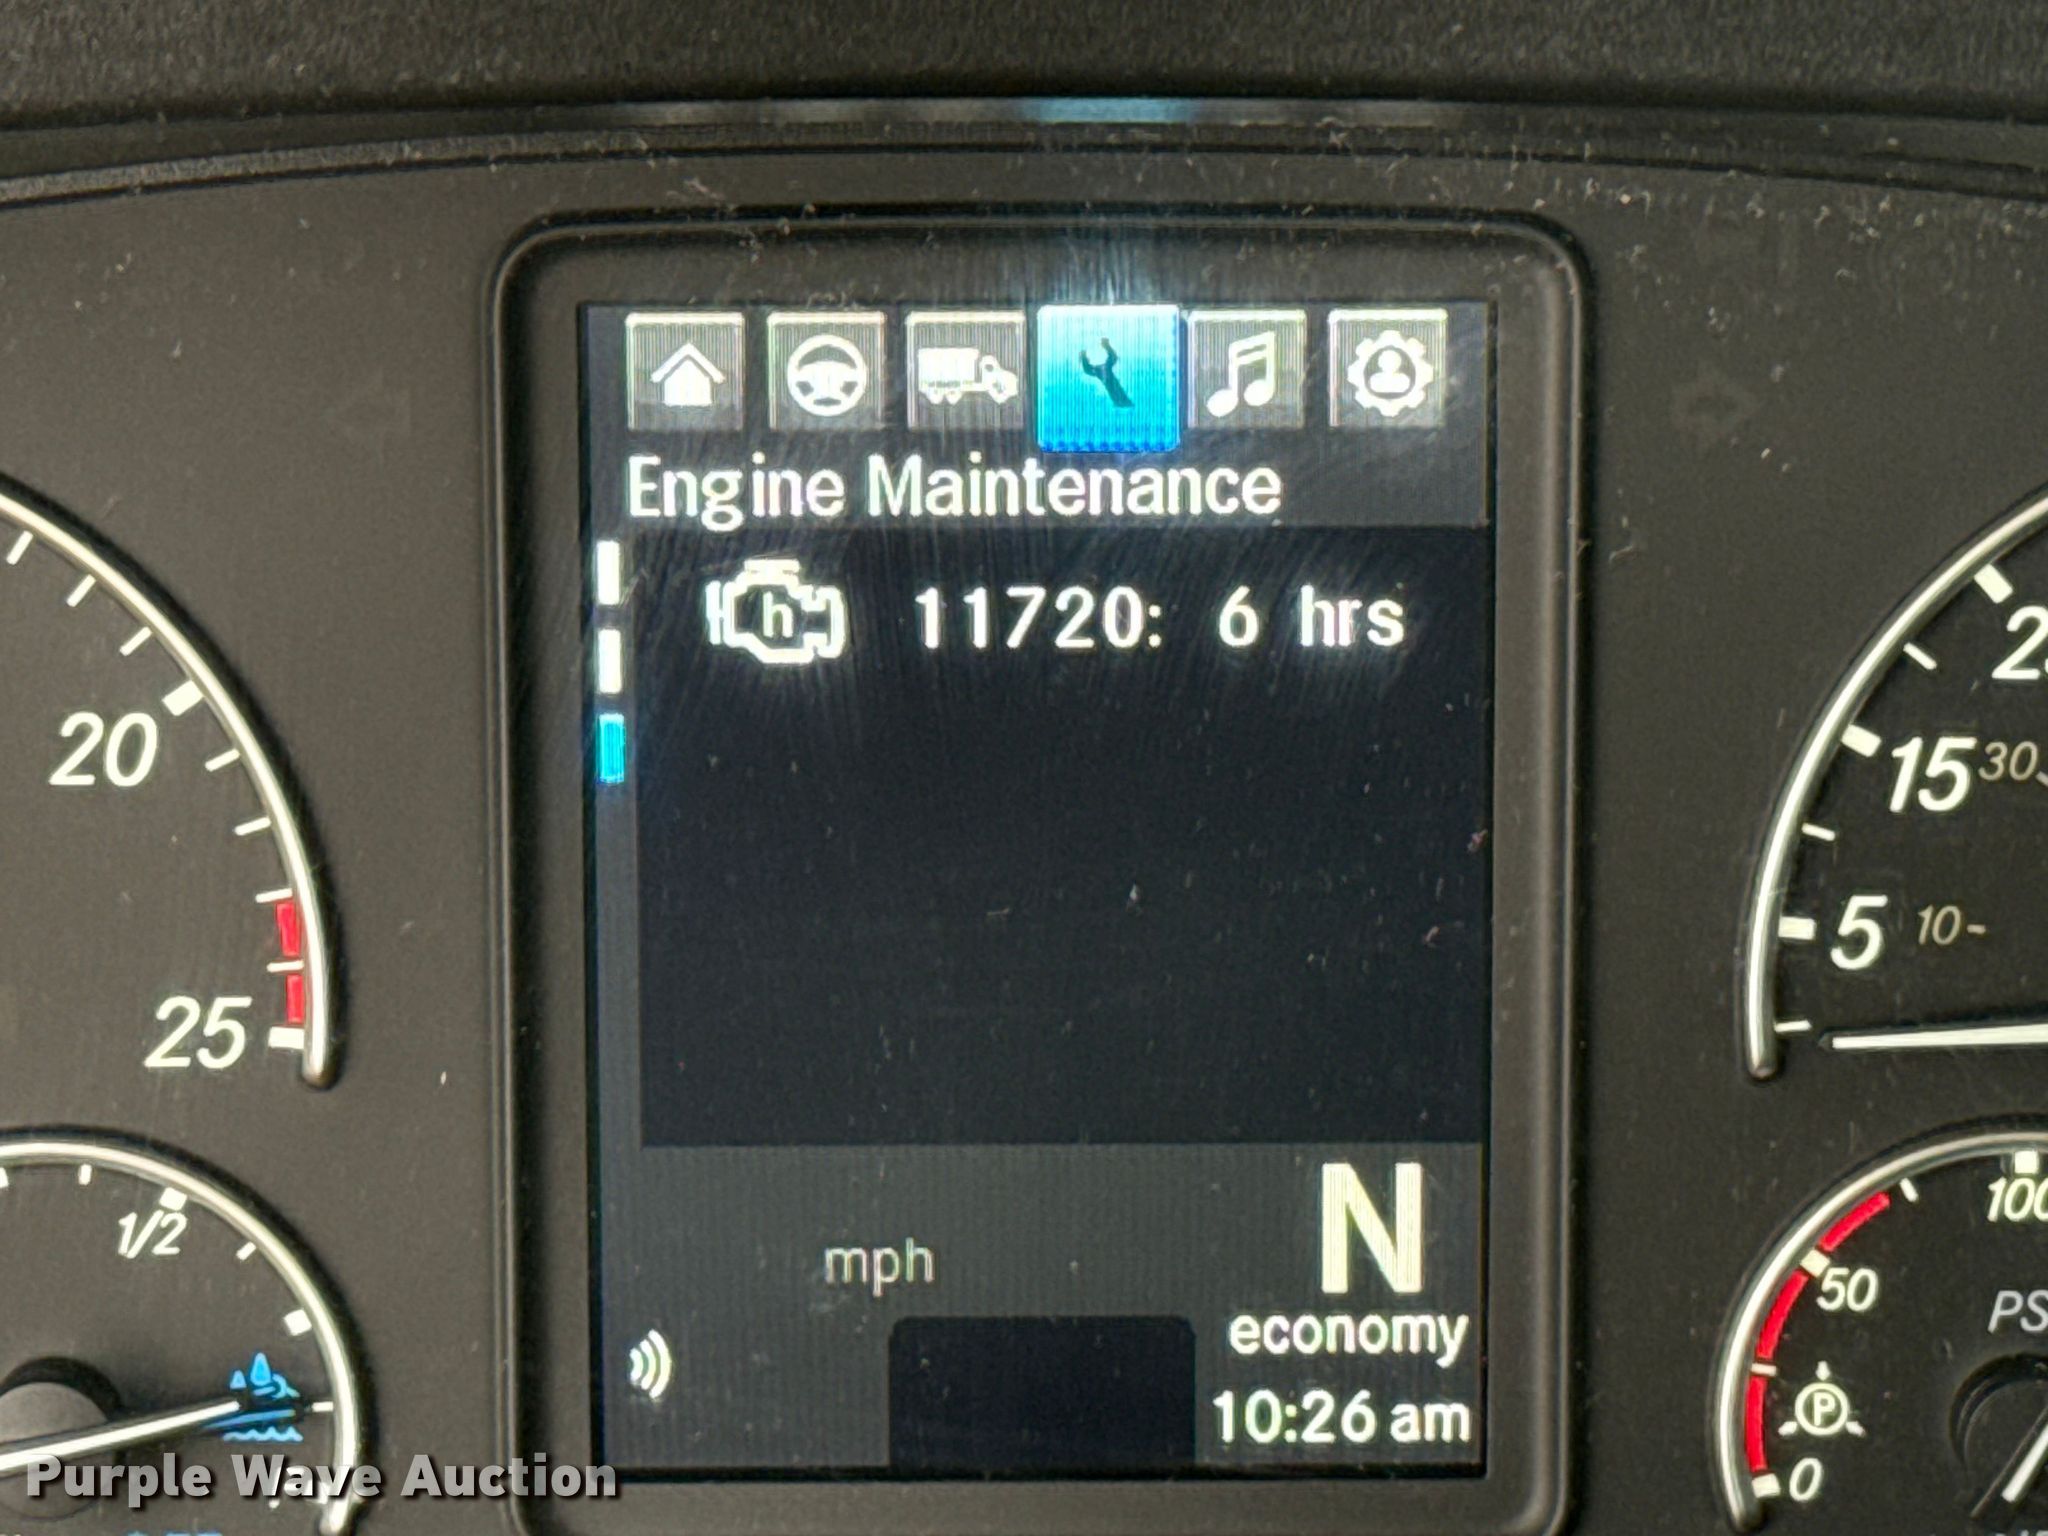 Engine Maintenance
h 11720: 6 hrs
20
25
15 30
5 10
1/2
100
50
0
P
mph
N
economy
10:26 am
Purple Wave Auction